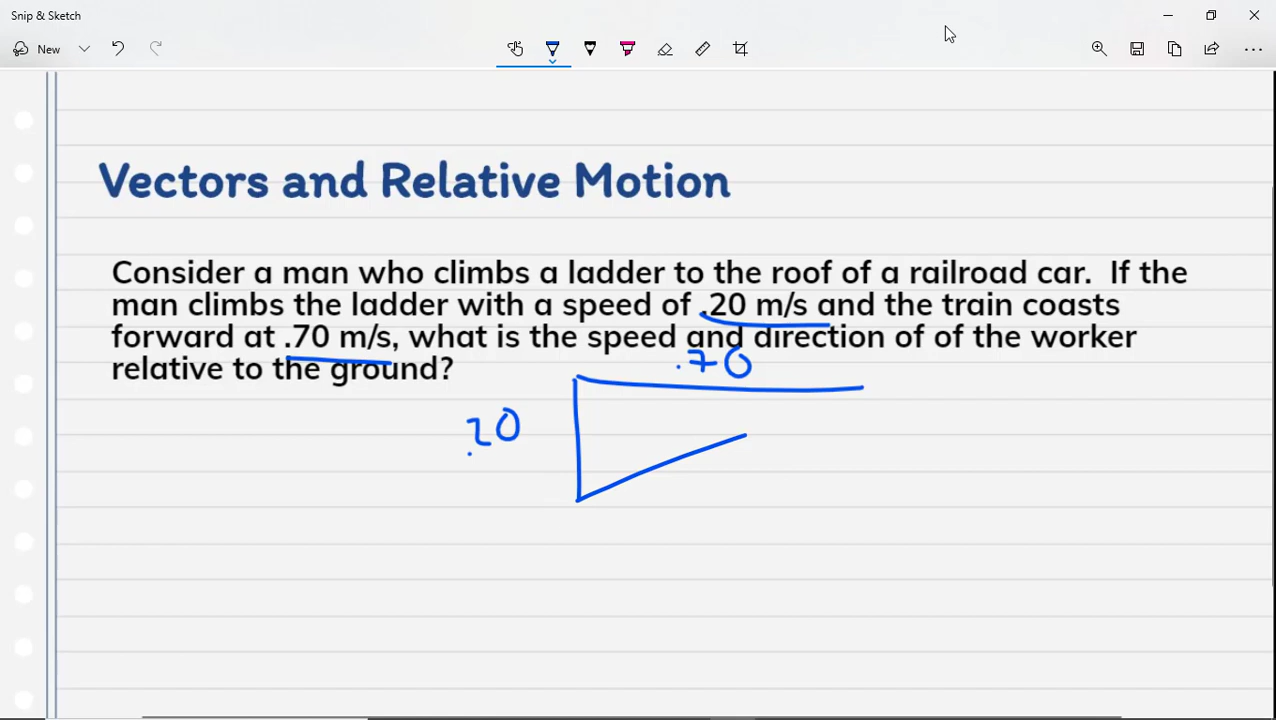 Snip & Sketch
New
Vectors and Relative Motion
Consider a man who climbs a ladder to the roof of a railroad car. If the
man climbs the ladder with a speed of .20 m/s and the train coasts
forward at .70 m/s, what is the speed and direction of of the worker
relative to the ground?
.70
.20